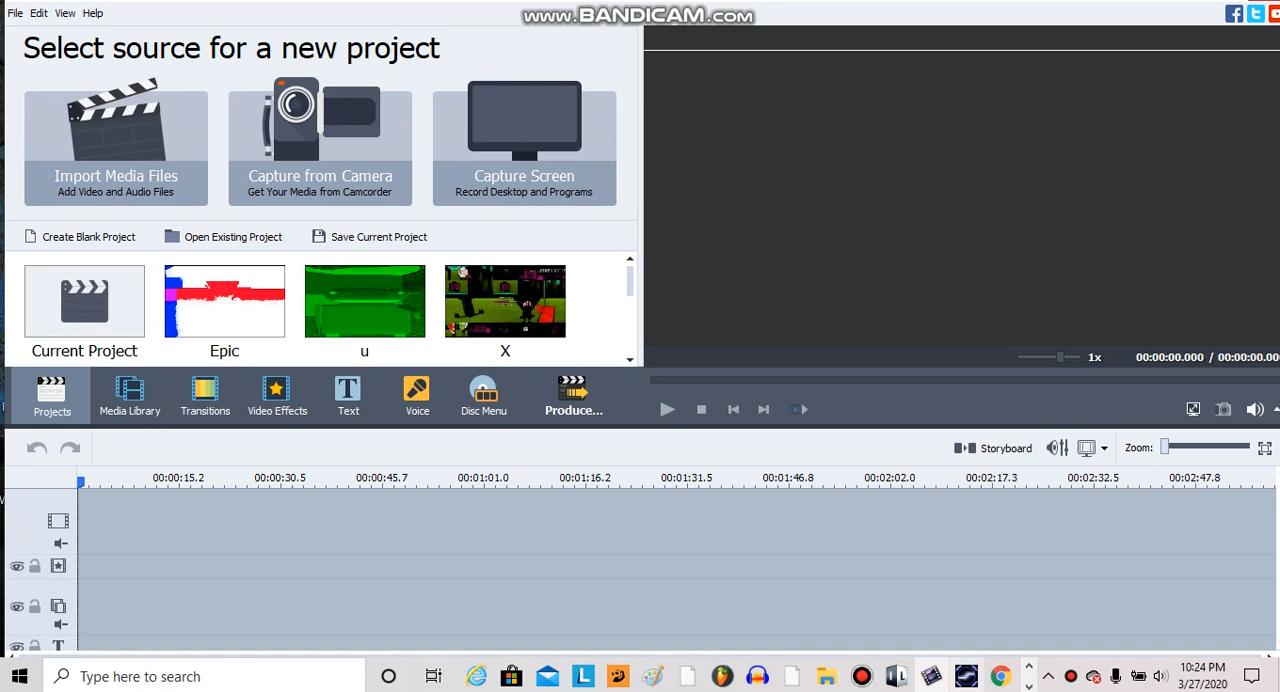 File Edit View Help
www.BANDICAM.com
Select source for a new project
Import Media Files
Add Video and Audio Files
Capture from Camera
Get Your Media from Camcorder
Capture Screen
Record Desktop and Programs
Create Blank Project
Open Existing Project
Save Current Project
Current Project
Epic
u
X
1x
00:00:00.000 / 00:00:00.000
Projects
Media Library
Transitions
Video Effects
Text
Voice
Disc Menu
Produce...
Storyboard
Zoom:
00:00:15.2 00:00:30.5 00:00:45.7 00:01:01.0 00:01:16.2 00:01:31.5 00:01:46.8 00:02:02.0 00:02:17.3 00:02:32.5 00:02:47.8
Type here to search
10:24 PM
3/27/2020